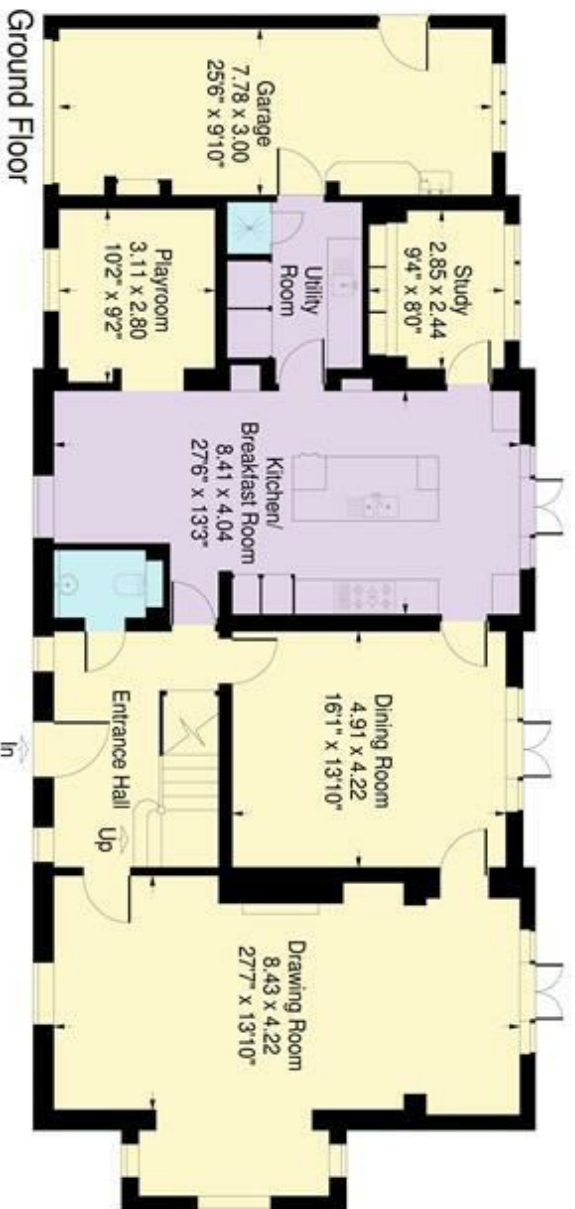 Ground Floor
Garage
7.78 x 3.00
25'6" x 9'10"
Study
2.85 x 2.44
9'4" x 8'0"
Utility
Room
Playroom
3.11 x 2.80
10'2" x 9'2"
Kitchen/
Breakfast Room
8.41 x 4.04
27'6" x 13'3"
Dining Room
4.91 x 4.22
16'1" x 13'10"
Entrance Hall
Up
In
Drawing Room
8.43 x 4.22
27'7" x 13'10"